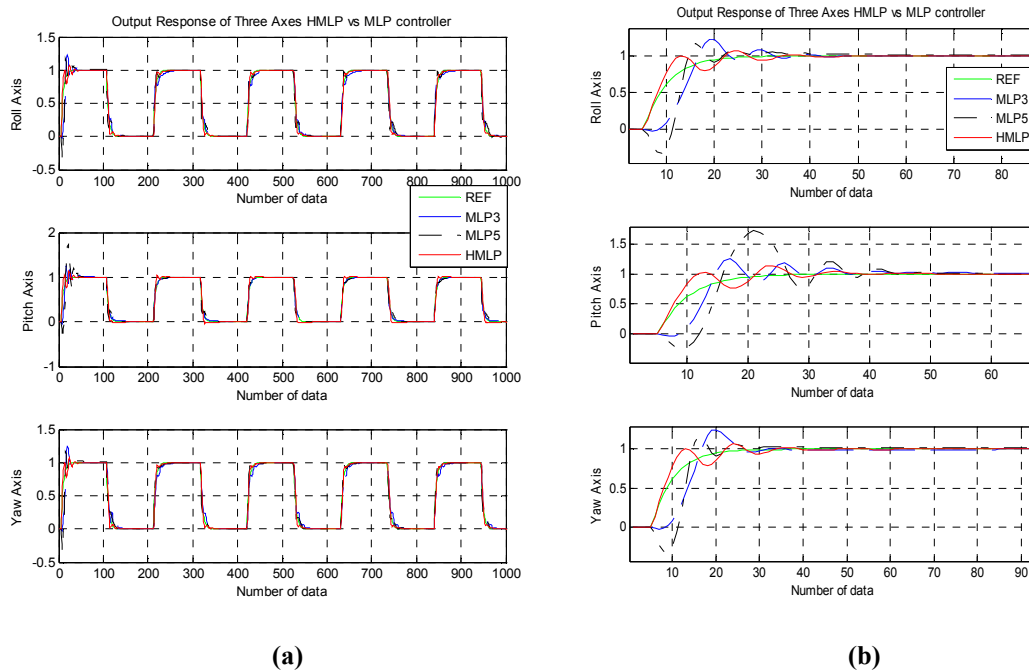 Output Response of Three Axes HMLP vs MLP controller
1.5
1
0.5
0
-0.5
Roll Axis
0 100 200 300 400 500 600 700 800 900 1000
Number of data
REF
MLP3
MLP5
HMLP
2
1
0
-1
Pitch Axis
0 100 200 300 400 500 600 700 800 900 1000
Number of data
1.5
1
0.5
0
-0.5
Yaw Axis
0 100 200 300 400 500 600 700 800 900 1000
Number of data
(a)
Output Response of Three Axes HMLP vs MLP controller
1
0.5
0
Roll Axis
10 20 30 40 50 60 70 80
Number of data
REF
MLP3
MLP5
HMLP
1.5
1
0.5
0
Pitch Axis
10 20 30 40 50 60
Number of data
1
0.5
0
Yaw Axis
10 20 30 40 50 60 70 80 90
Number of data
(b)